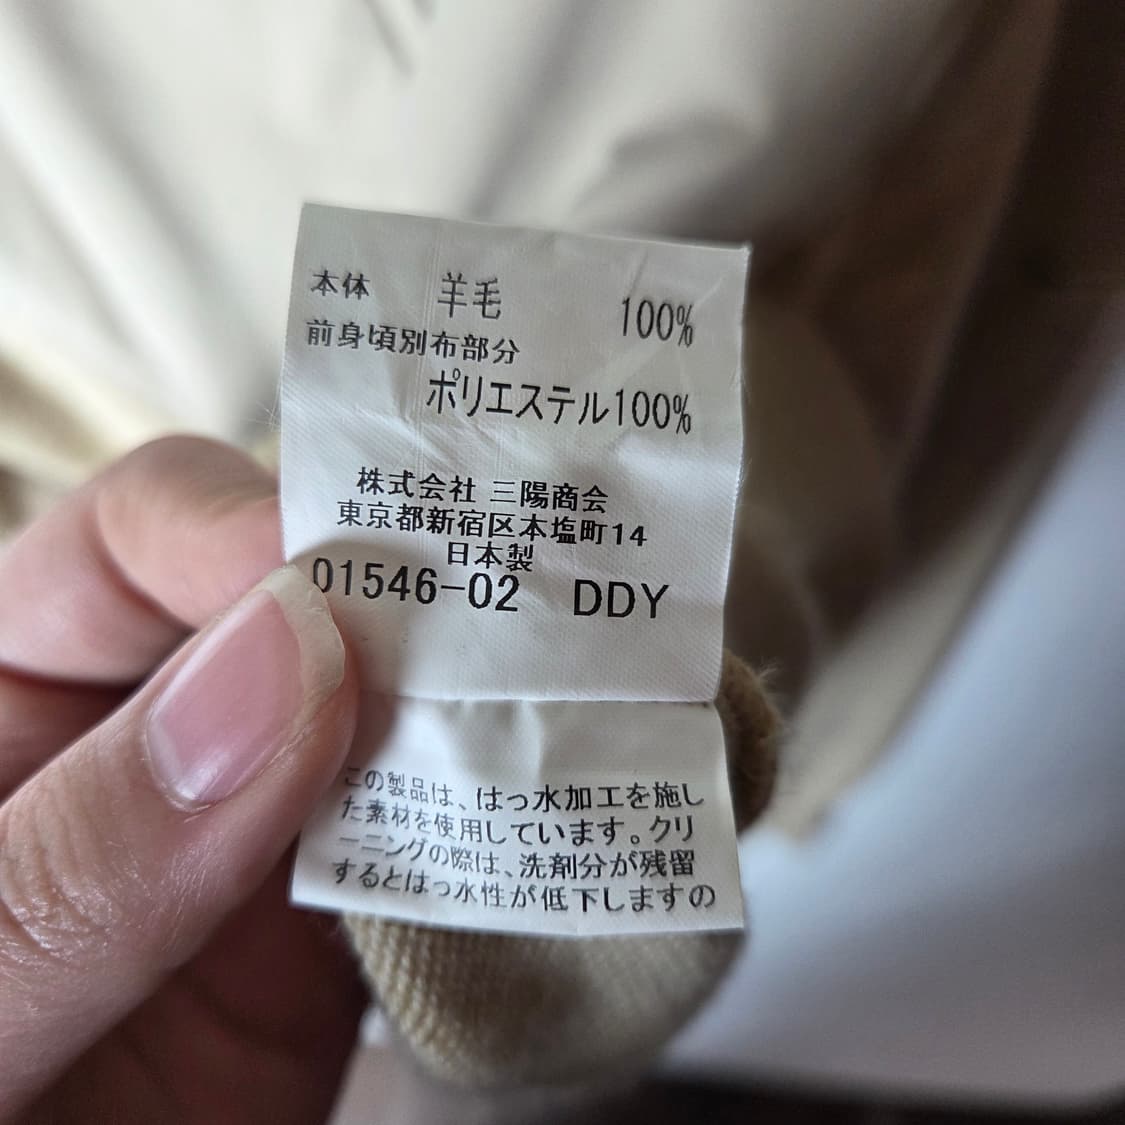 本体 羊毛 100%
前身頃別布部分
ポリエステル100%
株式会社 三陽商会
東京都新宿区本塩町14
日本製
01546-02 DDY
この製品は、はっ水加工を施し
た素材を使用しています。クリ
ーニングの際は、洗剤分が残留
するとはっ水性が低下しますの